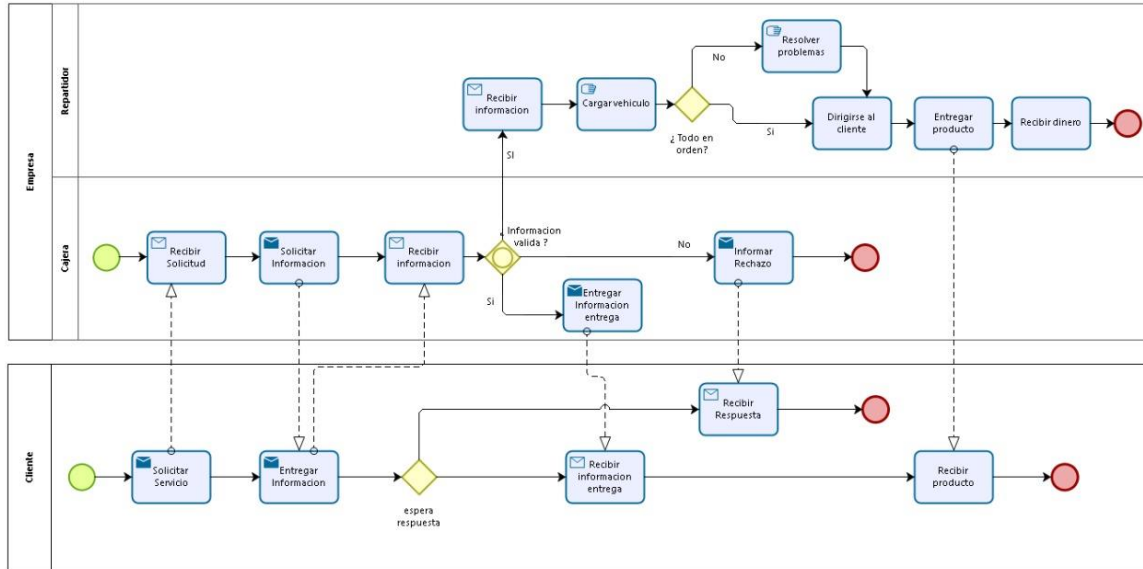 Empresa
Repartidor
Resolver
problemas
No
Recibir
informacion
Cargar vehiculo
¿ Todo en
orden?
Si
Dirigirse al
cliente
Entregar
producto
Recibir dinero
SI
Cajera
Recibir
Solicitud
Solicitar
Informacion
Recibir
informacion
Informacion
valida ?
No
Informar
Rechazo
Si
Entregar
Informacion
entrega
Cliente
Recibir
Respuesta
Solicitar
Servicio
Entregar
Informacion
espera
respuesta
Recibir
informacion
entrega
Recibir
producto